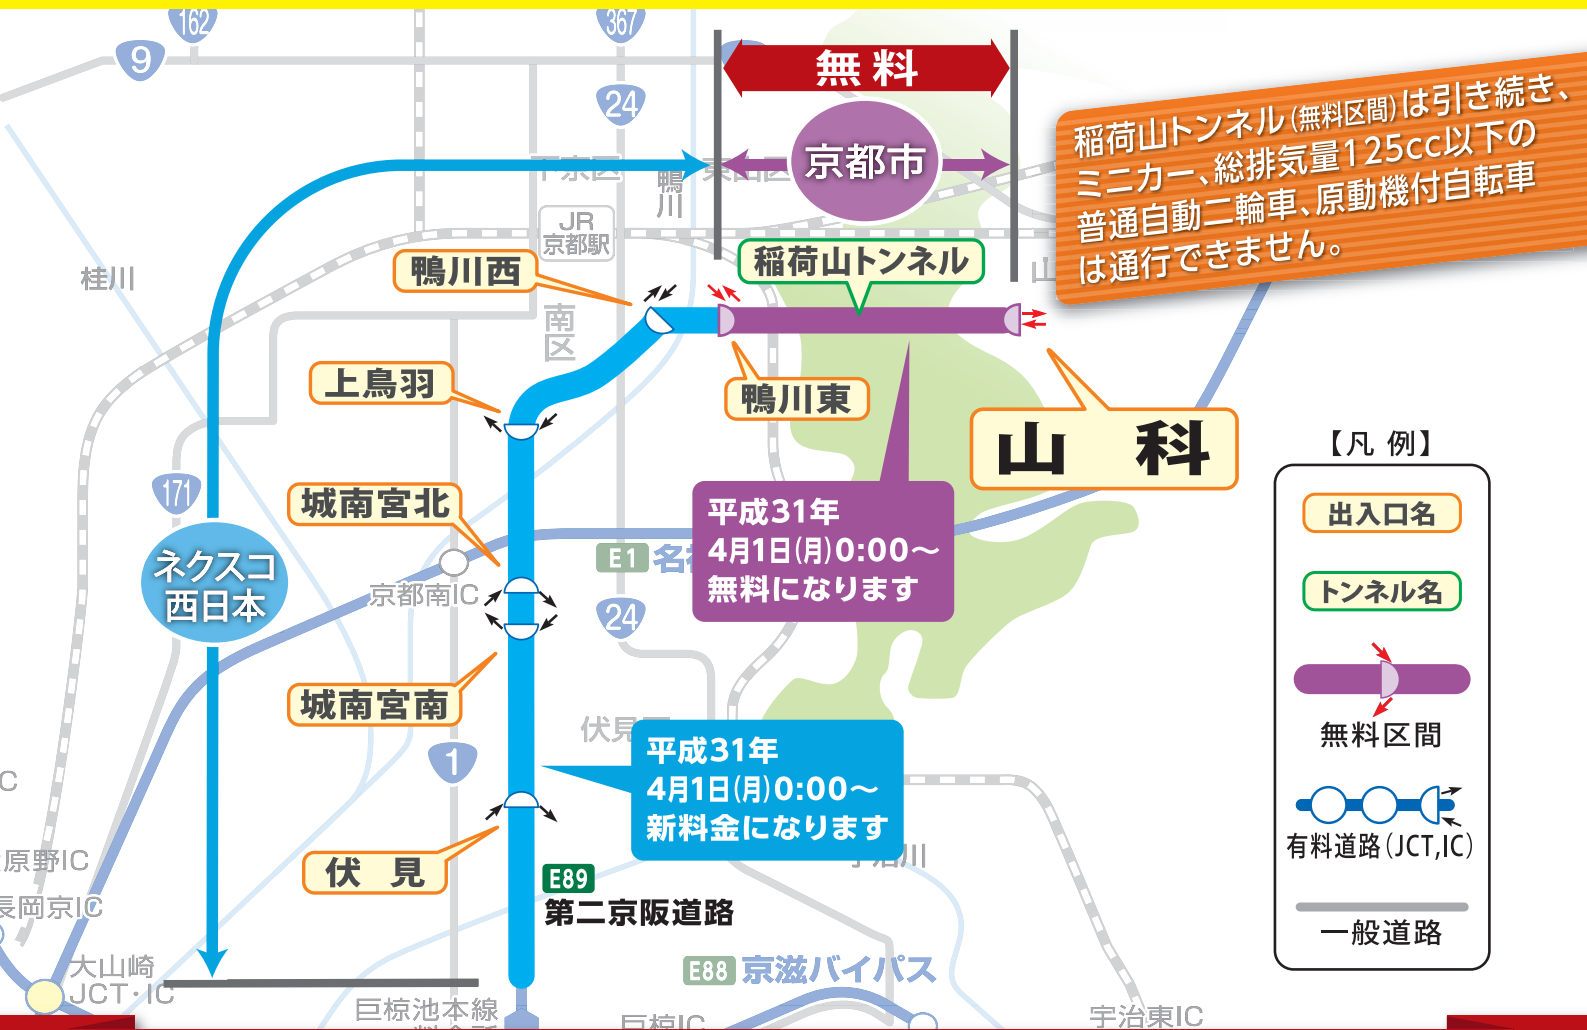 162
367
9
24
無料
京都市
稲荷山トンネル(無料区間)は引き続き、
ミニカー、総排気量125cc以下の
普通自動二輪車、原動機付自転車
は通行できません。
下京区
鴨川
東山区
JR
京都駅
桂川
鴨川西
稲荷山トンネル
山
南区
上鳥羽
鴨川東
山 科
171
城南宮北
平成31年
4月1日(月)0:00〜
無料になります
E1
名神
ネクスコ
西日本
京都南IC
24
城南宮南
伏見
1
平成31年
4月1日(月)0:00〜
新料金になります
伏 見
宇治川
E89
第二京阪道路
原野IC
長岡京IC
大山崎
JCT・IC
E88 京滋バイパス
巨椋池本線
料金所
巨椋IC
宇治東IC
【凡 例】
出入口名
トンネル名
無料区間
有料道路(JCT,IC)
一般道路